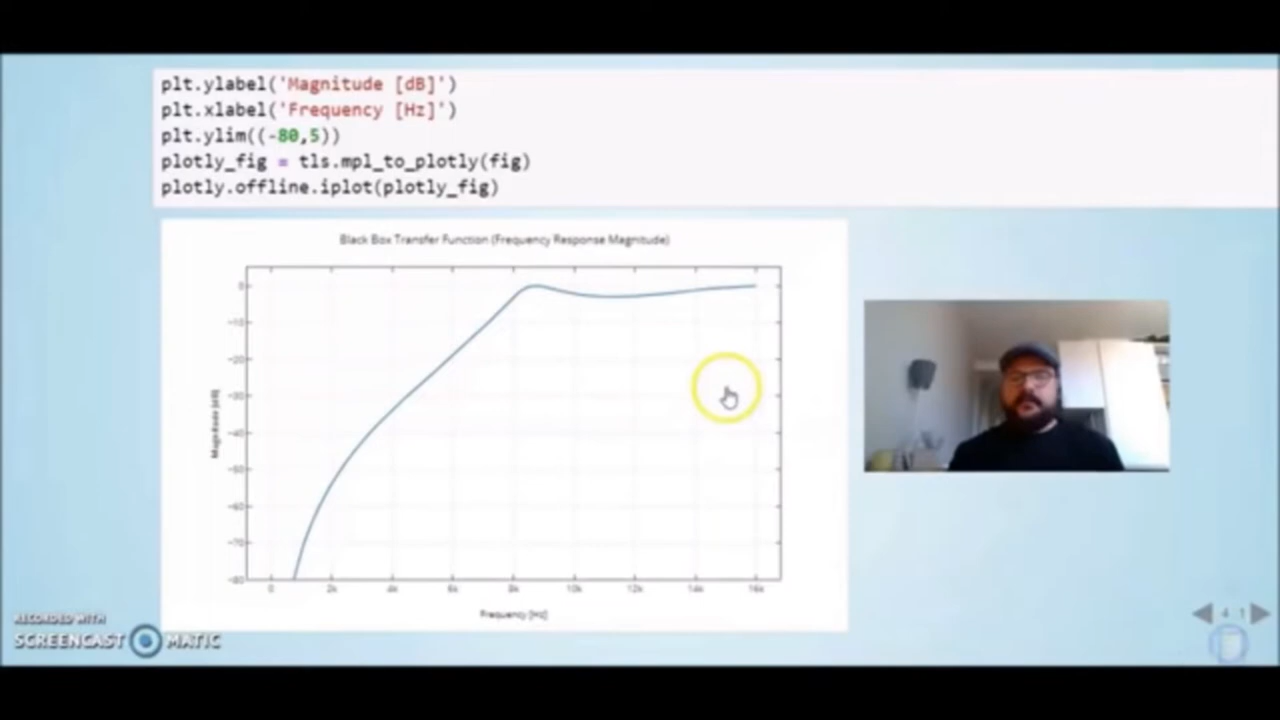 plt.ylabel('Magnitude [dB]')
plt.xlabel('Frequency [Hz]')
plt.ylim((-80,5))
plotly_fig = tls.mpl_to_plotly(fig)
plotly.offline.iplot(plotly_fig)
Black Box Transfer Function (Frequency Response Magnitude)
0
-10
-20
-30
-40
-50
-60
-70
-80
Magnitude [dB]
0 2k 4k 6k 8k 10k 12k 14k 16k
Frequency [Hz]
RECORDED WITH
SCREENCAST MATIC
4 1